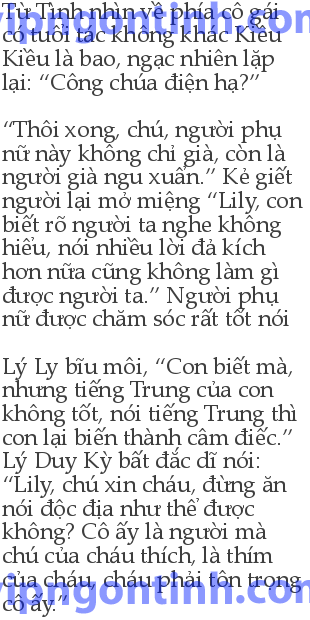 Từ Tình nhìn về phía cô gái
có tuổi tác không khác Kiều
Kiều là bao, ngạc nhiên lặp
lại: “Công chúa điện hạ?”
“Thôi xong, chú, người phụ
nữ này không chỉ già, còn là
người già ngu xuẩn.” Kẻ giết
người lại mở miệng “Lily, con
biết rõ người ta nghe không
hiểu, nói nhiều lời đả kích
hơn nữa cũng không làm gì
được người ta.” Người phụ
nữ được chăm sóc rất tốt nói
Lý Ly bĩu môi, “Con biết mà,
nhưng tiếng Trung của con
không tốt, nói tiếng Trung thì
con lại biến thành câm điếc.”
Lý Duy Kỳ bất đắc dĩ nói:
“Lily, chú xin cháu, đừng ăn
nói độc địa như thể được
không? Cô ấy là người mà
chú của cháu thích, là thím
của cháu, cháu phải tôn trọng
cô ấy.”